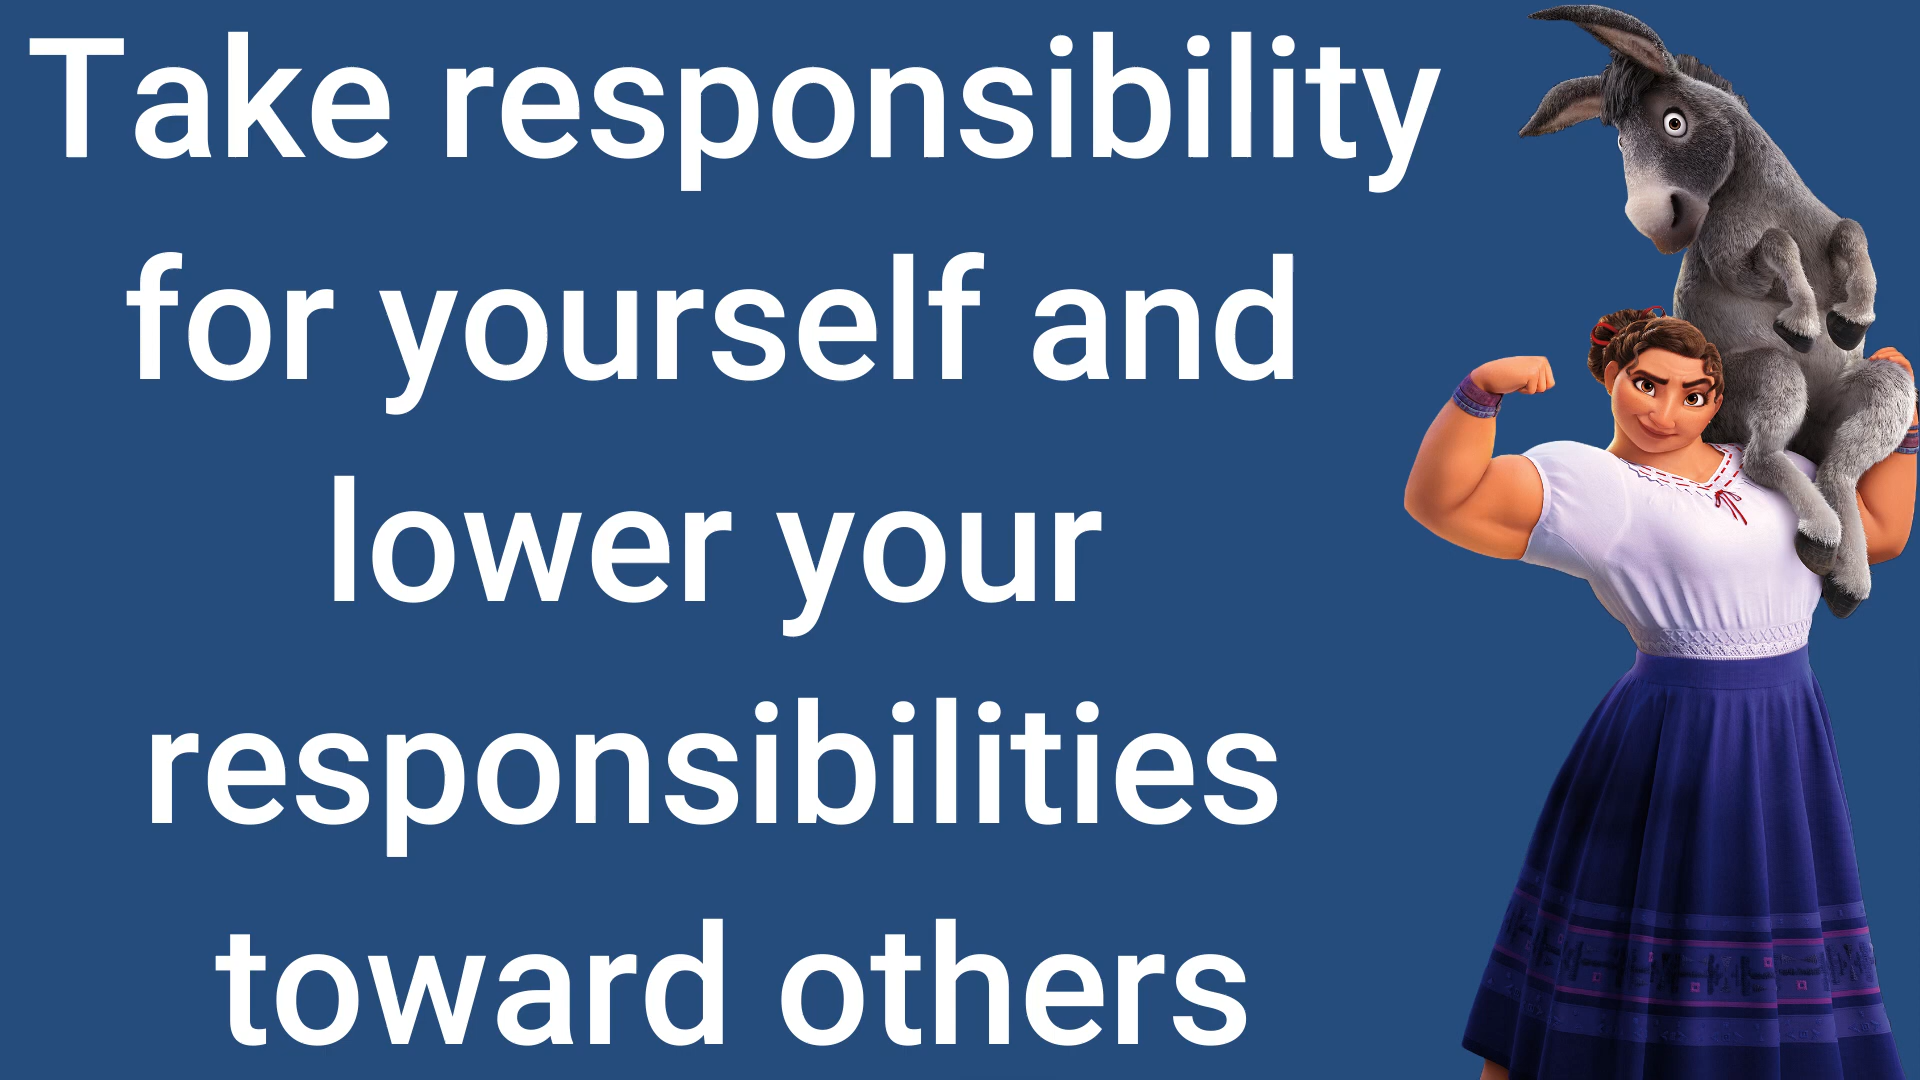 Take responsibility
for yourself and
lower your
responsibilities
toward others